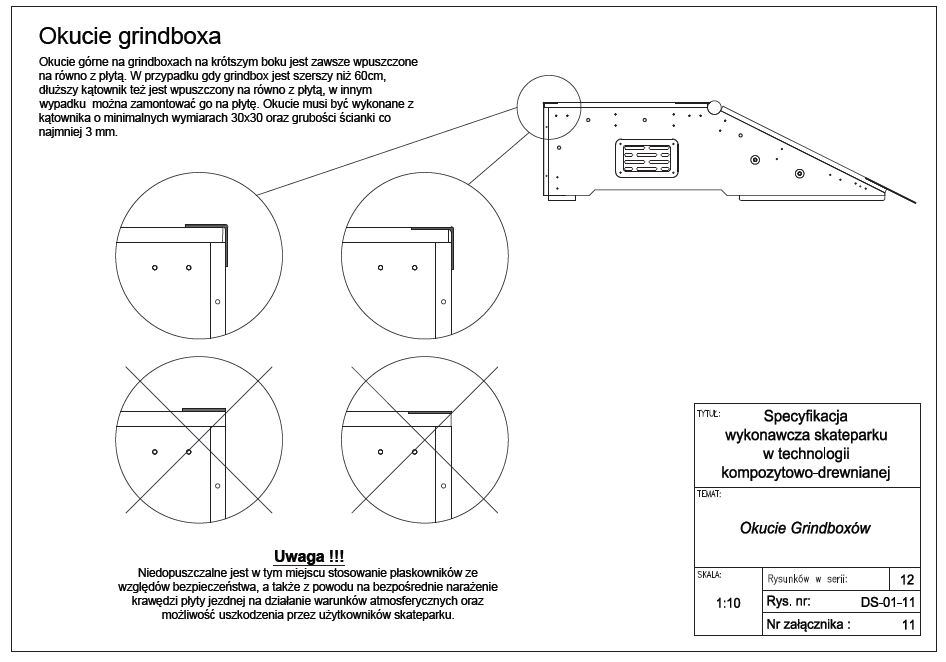 Okucie grindboxa
Okucie górne na grindboxach na krótszym boku jest zawsze wpuszczone
na równo z płytą. W przypadku gdy grindbox jest szerszy niż 60cm,
dłuższy kątownik też jest wpuszczony na równo z płytą, w innym
wypadku można zamontować go na płytę. Okucie musi być wykonane z
kątownika o minimalnych wymiarach 30x30 oraz grubości ścianki co
najmniej 3 mm.
Uwaga !!!
Niedopuszczalne jest w tym miejscu stosowanie płaskowników ze
względów bezpieczeństwa, a także z powodu na bezpośrednie narażenie
krawędzi płyty jezdnej na działanie warunków atmosferycznych oraz
możliwość uszkodzenia przez użytkowników skateparku.
TYTUŁ:
Specyfikacja
wykonawcza skateparku
w technologii
kompozytowo-drewnianej
TEMAT:
Okucie Grindboxów
SKALA:
1:10
Rysunków w serii: 12
Rys. nr: DS-01-11
Nr załącznika : 11